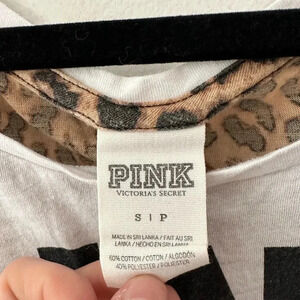 PINK
VICTORIA'S SECRET
S | P
MADE IN SRI LANKA / FAIT AU SRI
LANKA / HECHO EN SRI LANKA
60% COTTON / COTON / ALGODÓN
40% POLYESTER / POLYESTER /